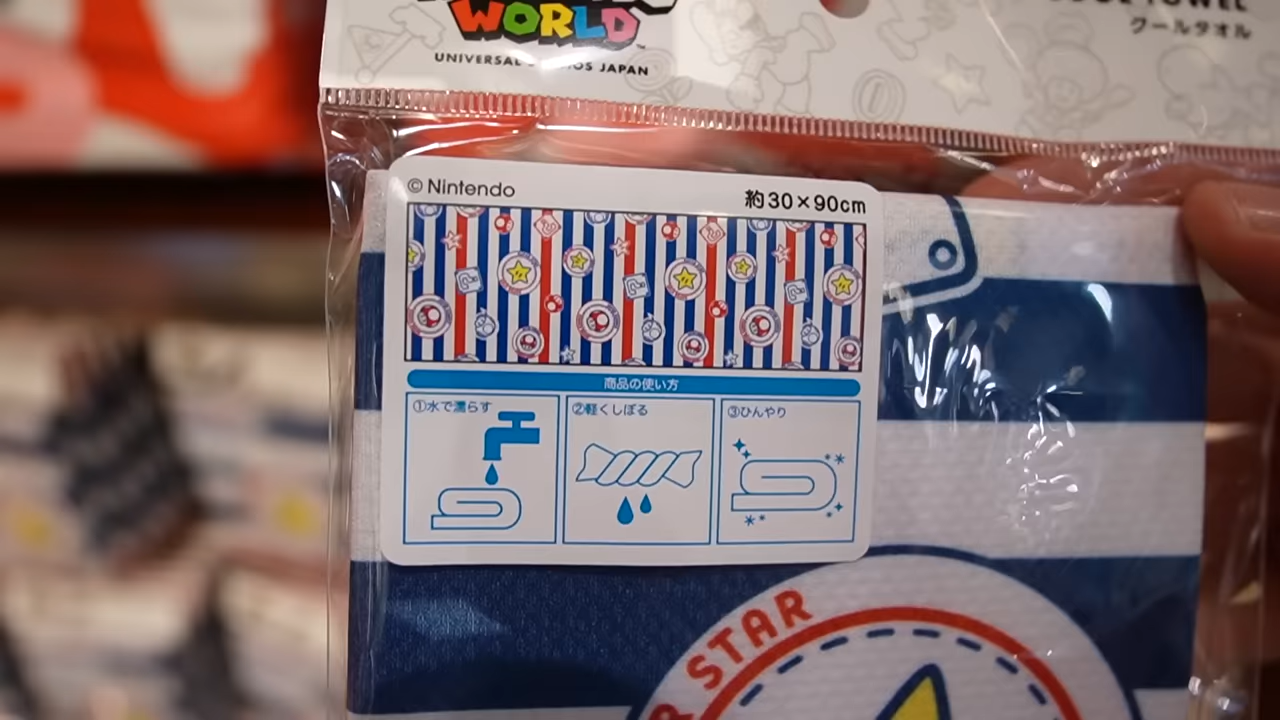 WORLD
UNIVERSAL STUDIOS JAPAN
TOWEL
クールタオル
© Nintendo
約30×90cm
商品の使い方
①水で濡らす
②軽くしぼる
③ひんやり
STAR